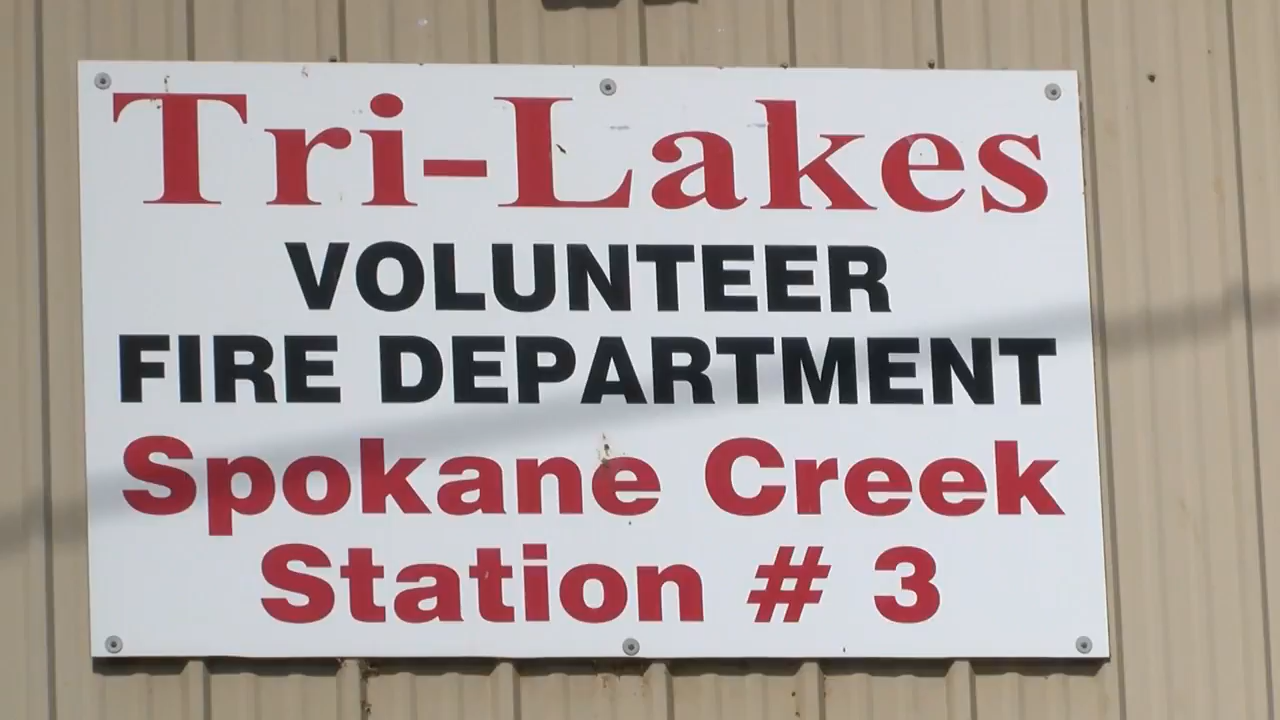 Tri-Lakes
VOLUNTEER
FIRE DEPARTMENT
Spokane Creek
Station # 3